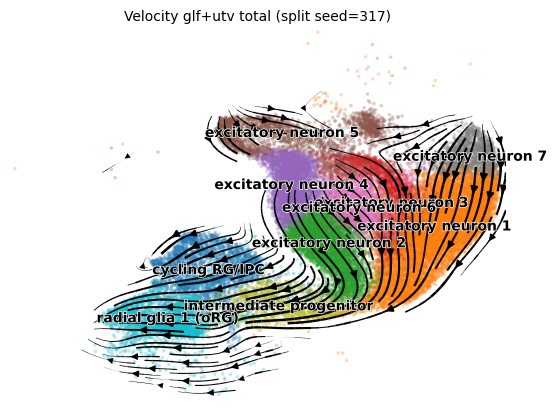 Velocity glf+utv total (split seed=317)
excitatory neuron 5
excitatory neuron 7
excitatory neuron 4
excitatory neuron 3
excitatory neuron 6
excitatory neuron 1
excitatory neuron 2
cycling RG/IPC
intermediate progenitor
radial glia 1 (oRG)